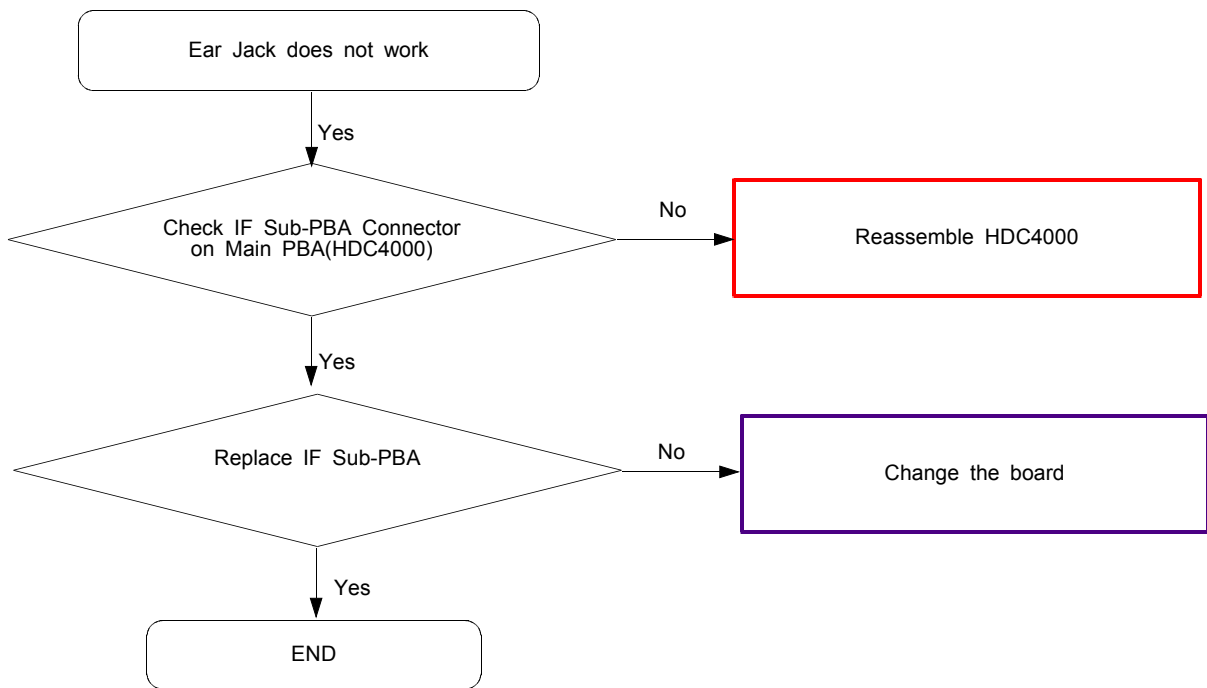 Ear Jack does not work
Yes
Check IF Sub-PBA Connector
on Main PBA(HDC4000)
No
Reassemble HDC4000
Yes
Replace IF Sub-PBA
No
Change the board
Yes
END